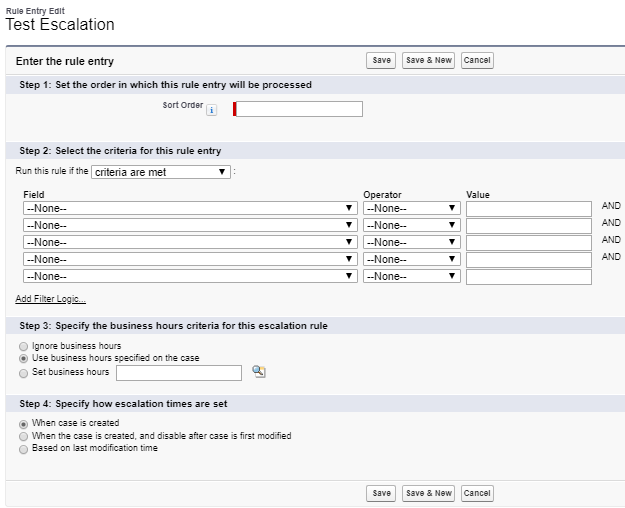 Rule Entry Edit
Test Escalation
Enter the rule entry
Save
Save & New
Cancel
Step 1: Set the order in which this rule entry will be processed
Sort Order
i
Step 2: Select the criteria for this rule entry
Run this rule if the criteria are met :
Field Operator Value
--None-- --None-- AND
--None-- --None-- AND
--None-- --None-- AND
--None-- --None-- AND
--None-- --None--
Add Filter Logic...
Step 3: Specify the business hours criteria for this escalation rule
Ignore business hours
Use business hours specified on the case
Set business hours
Step 4: Specify how escalation times are set
When case is created
When the case is created, and disable after case is first modified
Based on last modification time
Save
Save & New
Cancel